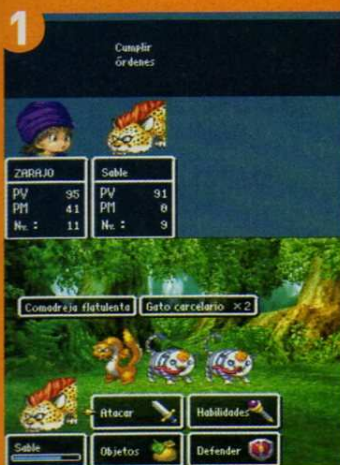 1
Cumplir
órdenes
ZARAJO
PV 95
PM 41
Nv. : 11
Sable
PV 91
PM 0
Nv. : 9
Comadreja flatulenta
Gato carcelario ×2
Atacar
Habilidades
Sable
Objetos
Defender